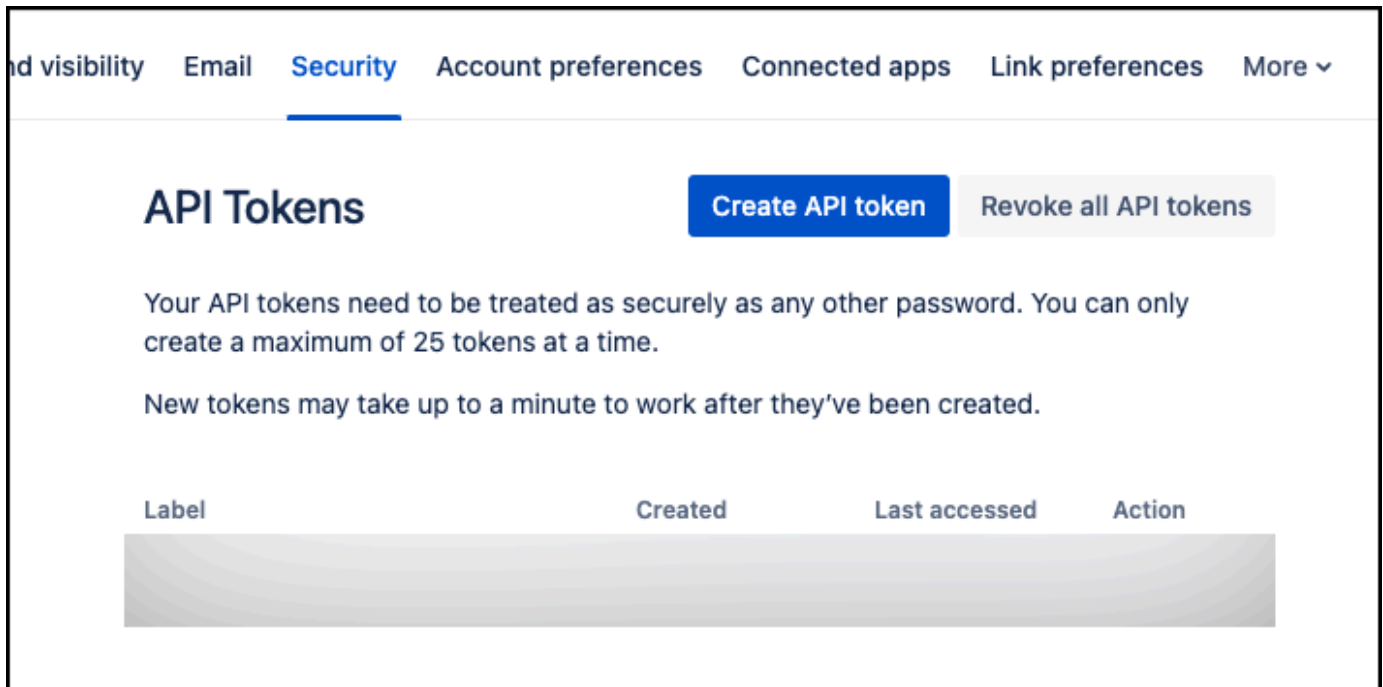 nd visibility Email Security Account preferences Connected apps Link preferences More
API Tokens Create API token Revoke all API tokens
Your API tokens need to be treated as securely as any other password. You can only
create a maximum of 25 tokens at a time.
New tokens may take up to a minute to work after they’ve been created.
Label Created Last accessed Action